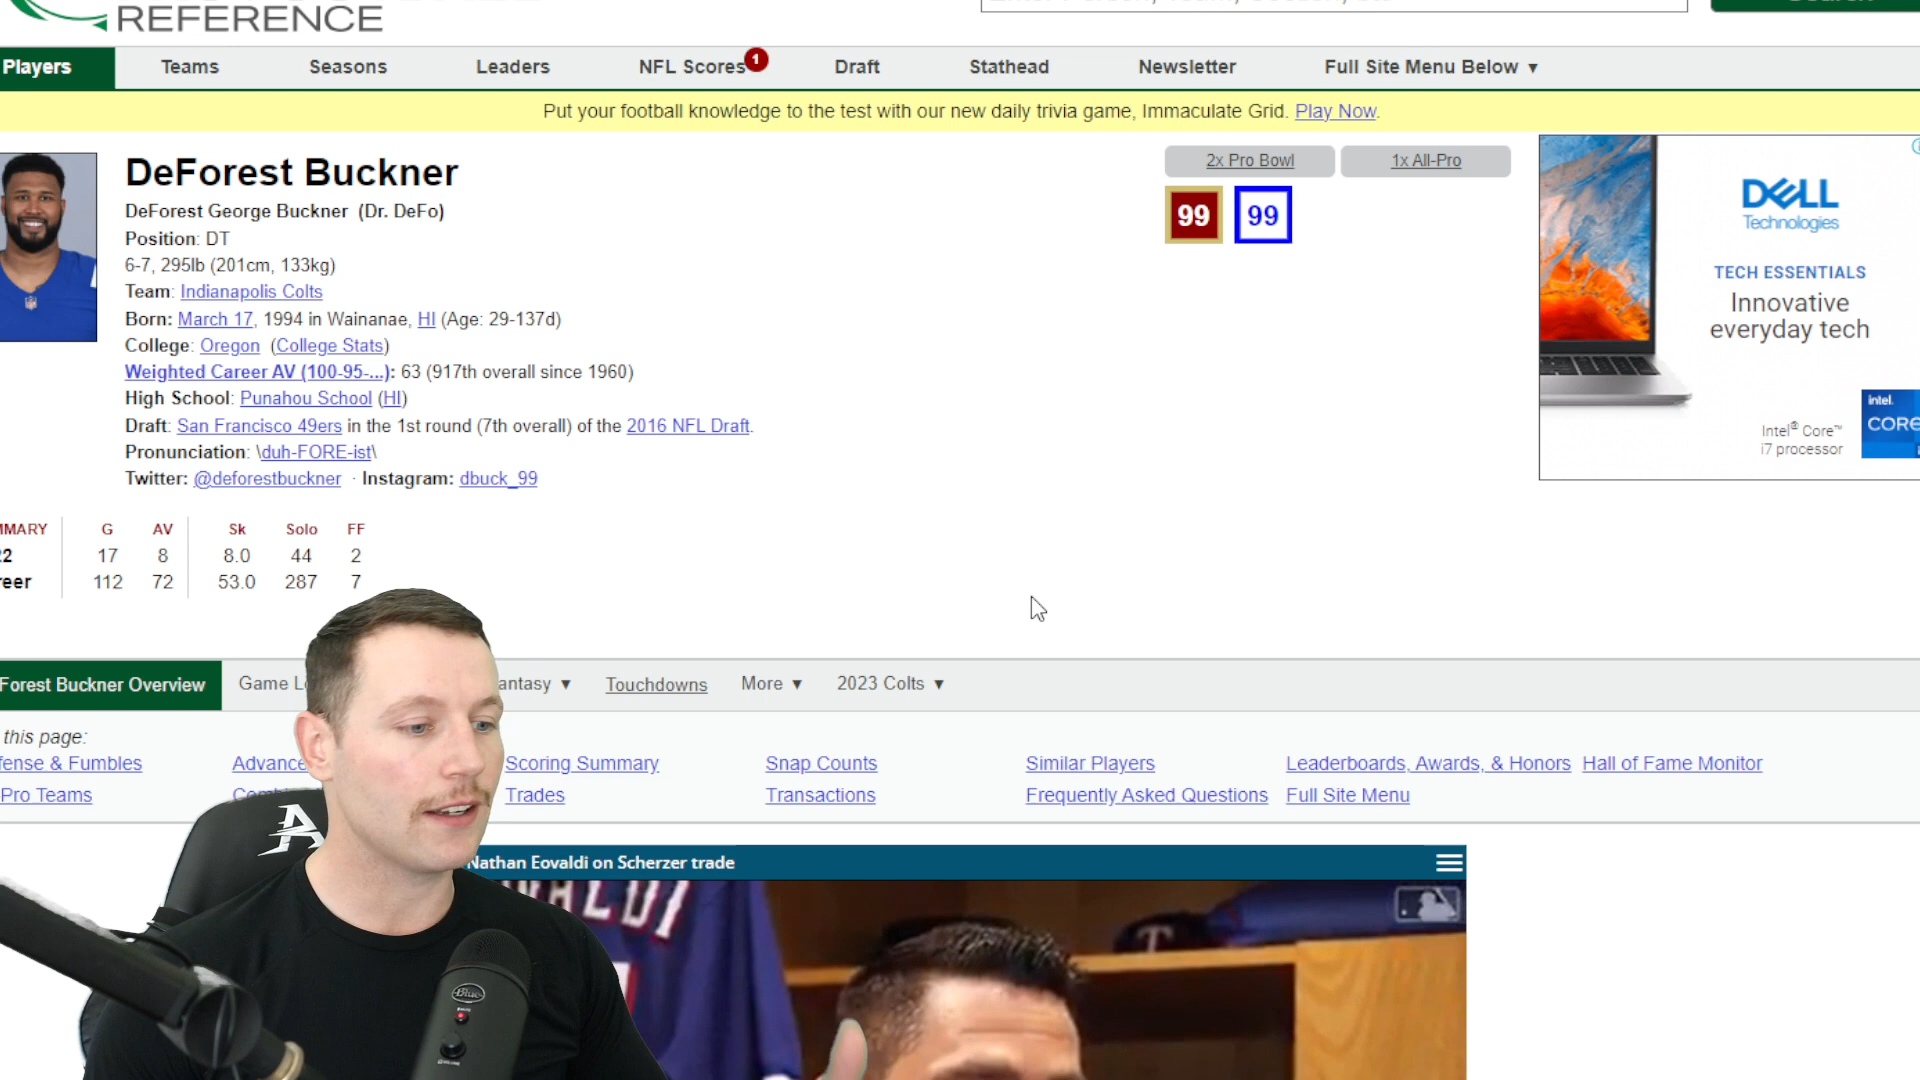 REFERENCE
Players
Teams
Seasons
Leaders
NFL Scores
1
Draft
Stathead
Newsletter
Full Site Menu Below ▼
Put your football knowledge to the test with our new daily trivia game, Immaculate Grid. Play Now.
DeForest Buckner
DeForest George Buckner (Dr. DeFo)
Position: DT
6-7, 295lb (201cm, 133kg)
Team: Indianapolis Colts
Born: March 17, 1994 in Wainanae, HI (Age: 29-137d)
College: Oregon (College Stats)
Weighted Career AV (100-95-...): 63 (917th overall since 1960)
High School: Punahou School (HI)
Draft: San Francisco 49ers in the 1st round (7th overall) of the 2016 NFL Draft.
Pronunciation: \duh-FORE-ist\
Twitter: @deforestbuckner · Instagram: dbuck_99
2x Pro Bowl
1x All-Pro
99
99
DELL
Technologies
TECH ESSENTIALS
Innovative
everyday tech
Intel® Core™
i7 processor
intel.
CORE
MMARY G AV Sk Solo FF
22 17 8 8.0 44 2
reer 112 72 53.0 287 7
Forest Buckner Overview
Game L
antasy ▼
Touchdowns
More ▼
2023 Colts ▼
this page:
fense & Fumbles
Advance
Scoring Summary
Snap Counts
Similar Players
Leaderboards, Awards, & Honors
Hall of Fame Monitor
Pro Teams
Trades
Transactions
Frequently Asked Questions
Full Site Menu
Nathan Eovaldi on Scherzer trade
VALDI
T
Blue